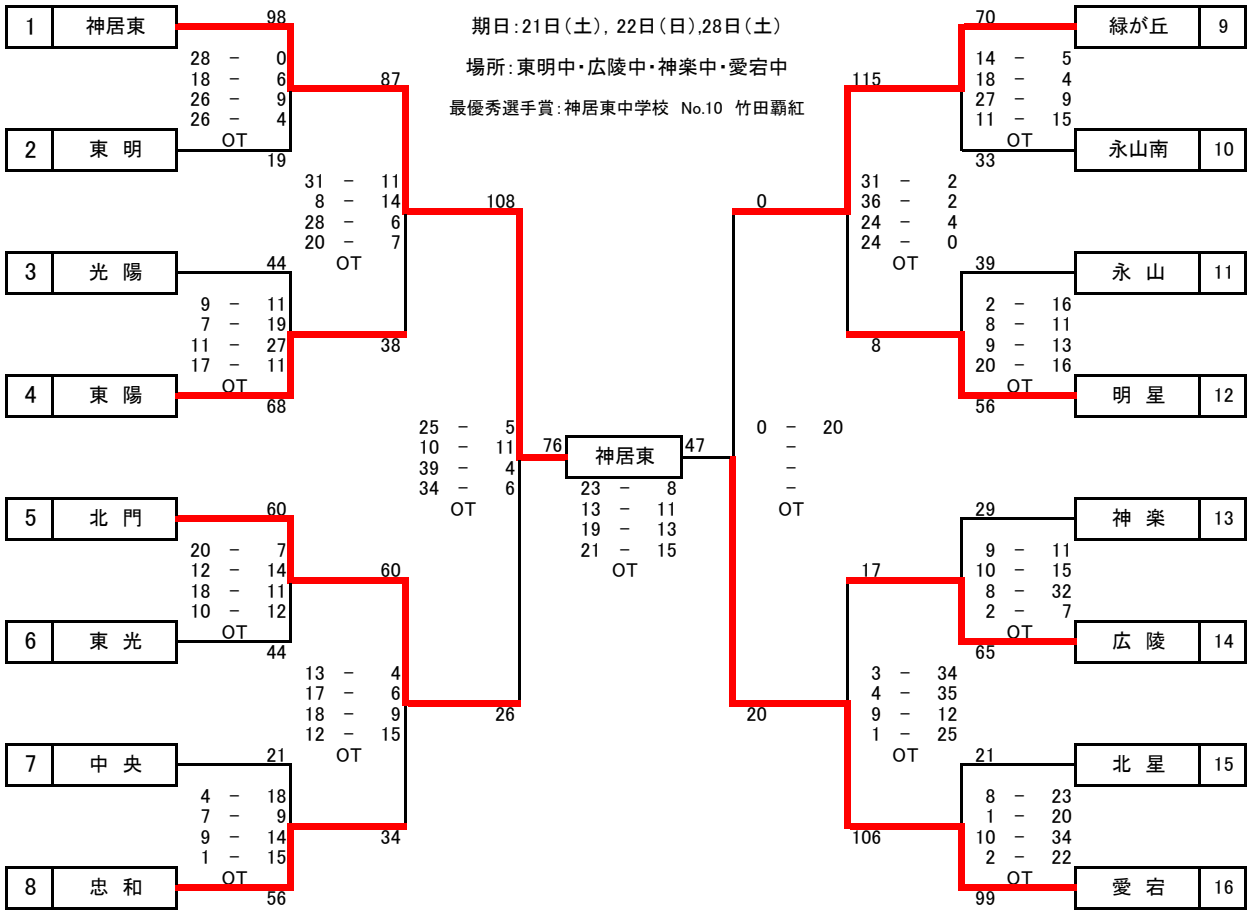 期日:21日(土), 22日(日),28日(土)
場所:東明中・広陵中・神楽中・愛宕中
最優秀選手賞:神居東中学校 No.10 竹田覇紅
1 神居東 98
28 - 0
18 - 6
26 - 9
26 - 4
OT
2 東 明 19
87
31 - 11
8 - 14
28 - 6
20 - 7
OT
3 光 陽 44
9 - 11
7 - 19
11 - 27
17 - 11
OT
4 東 陽 68
38
108
25 - 5
10 - 11
39 - 4
34 - 6
OT
5 北 門 60
20 - 7
12 - 14
18 - 11
10 - 12
OT
6 東 光 44
60
13 - 4
17 - 6
18 - 9
12 - 15
OT
7 中 央 21
4 - 18
7 - 9
9 - 14
1 - 15
OT
8 忠 和 56
34
26
76 神居東 47
23 - 8
13 - 11
19 - 13
21 - 15
OT
70 緑が丘 9
14 - 5
18 - 4
27 - 9
11 - 15
OT
33 永山南 10
115
31 - 2
36 - 2
24 - 4
24 - 0
OT
39 永 山 11
2 - 16
8 - 11
9 - 13
20 - 16
OT
56 明 星 12
8
0
0 - 20
-
-
-
OT
29 神 楽 13
9 - 11
10 - 15
8 - 32
2 - 7
OT
65 広 陵 14
17
3 - 34
4 - 35
9 - 12
1 - 25
OT
21 北 星 15
8 - 23
1 - 20
10 - 34
2 - 22
OT
99 愛 宕 16
106
20